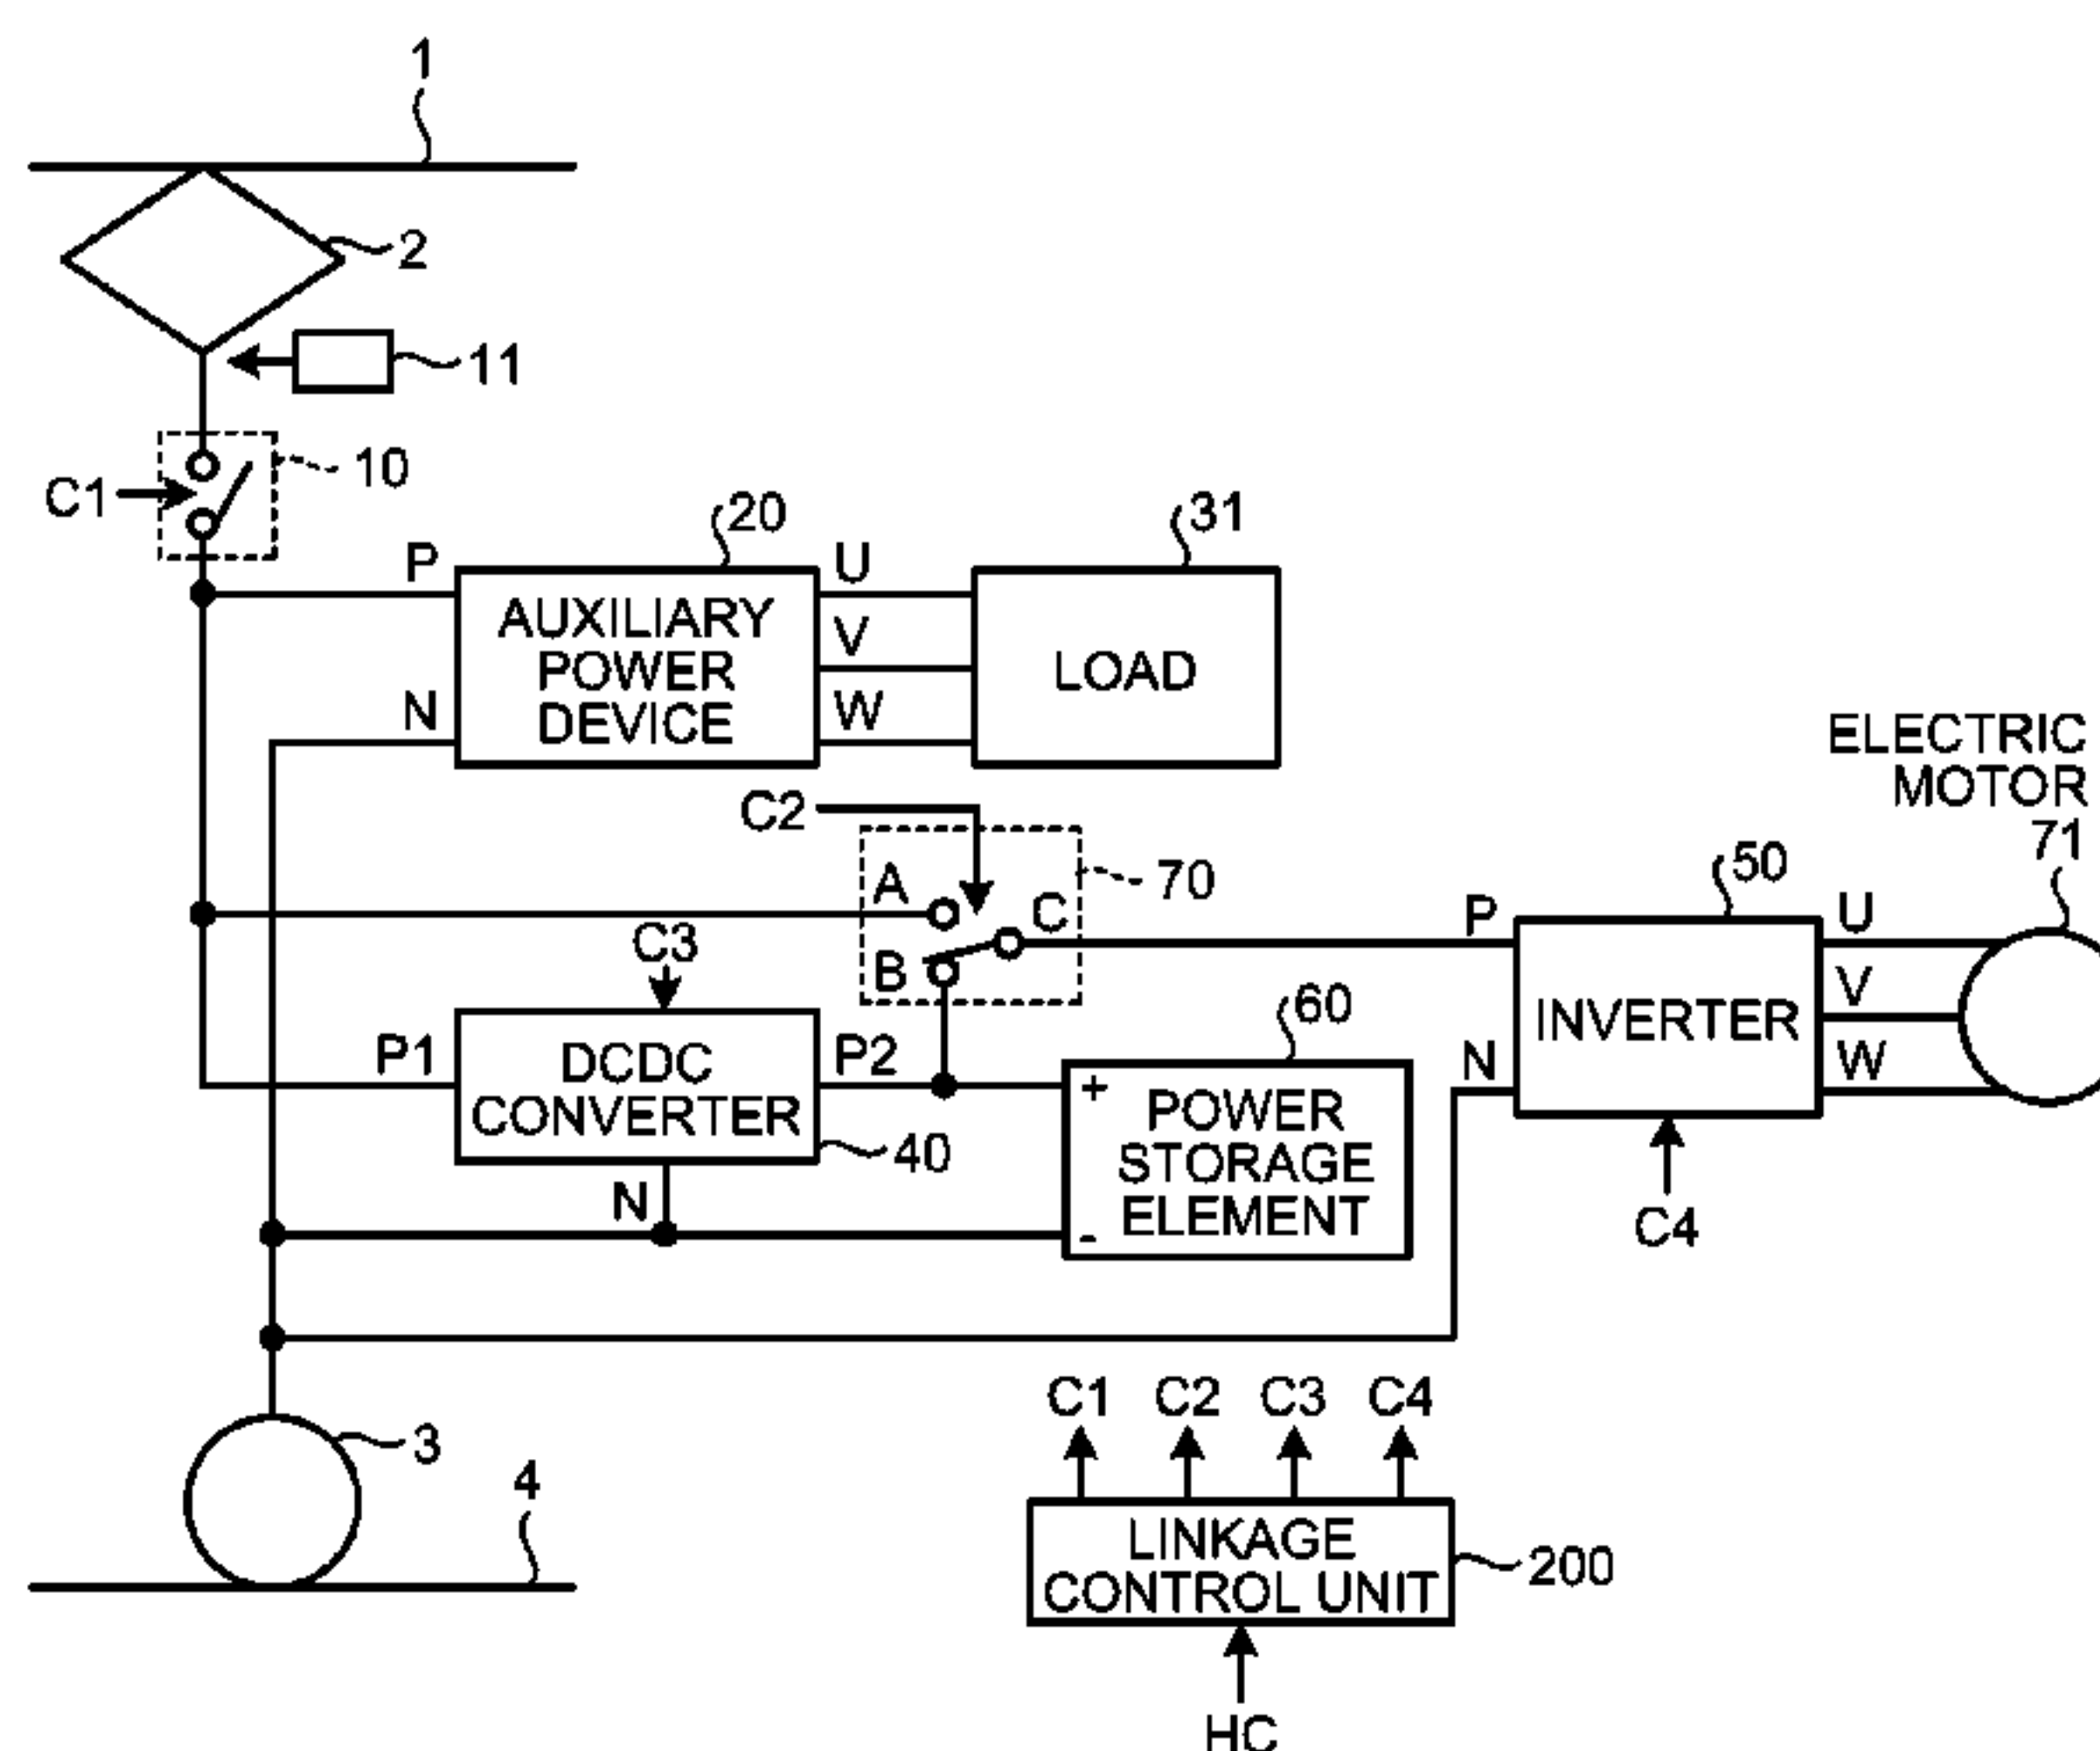 1
2
11
10
C1
20
31
P
U
AUXILIARY
POWER
DEVICE
V
LOAD
N
W
ELECTRIC
MOTOR
71
C2
70
A
C
50
P
U
C3
B
INVERTER
V
60
P1
DCDC
CONVERTER
P2
+
POWER
STORAGE
ELEMENT
N
W
40
N
-
C4
C1 C2 C3 C4
3
4
LINKAGE
CONTROL UNIT
200
HC